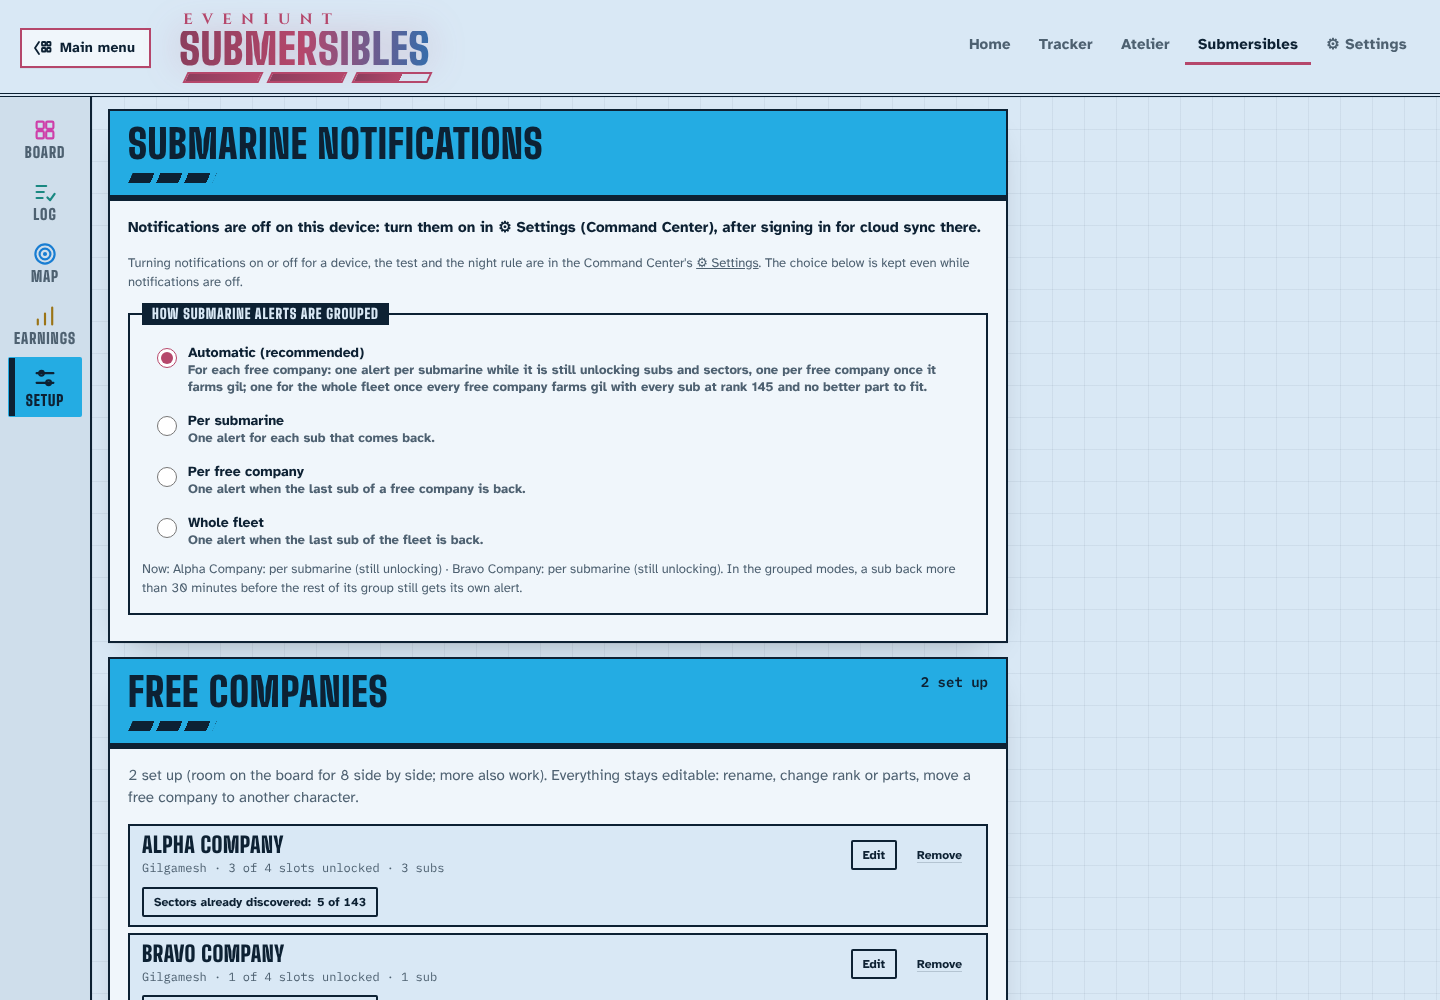 Main menu
EVENIUNT
SUBMERSIBLES
Home
Tracker
Atelier
Submersibles
⚙ Settings
BOARD
LOG
MAP
EARNINGS
SETUP
SUBMARINE NOTIFICATIONS
Notifications are off on this device: turn them on in ⚙ Settings (Command Center), after signing in for cloud sync there.
Turning notifications on or off for a device, the test and the night rule are in the Command Center's ⚙ Settings. The choice below is kept even while
notifications are off.
HOW SUBMARINE ALERTS ARE GROUPED
Automatic (recommended)
For each free company: one alert per submarine while it is still unlocking subs and sectors, one per free company once it
farms gil; one for the whole fleet once every free company farms gil with every sub at rank 145 and no better part to fit.
Per submarine
One alert for each sub that comes back.
Per free company
One alert when the last sub of a free company is back.
Whole fleet
One alert when the last sub of the fleet is back.
Now: Alpha Company: per submarine (still unlocking) · Bravo Company: per submarine (still unlocking). In the grouped modes, a sub back more
than 30 minutes before the rest of its group still gets its own alert.
FREE COMPANIES
2 set up
2 set up (room on the board for 8 side by side; more also work). Everything stays editable: rename, change rank or parts, move a
free company to another character.
ALPHA COMPANY
Gilgamesh · 3 of 4 slots unlocked · 3 subs
Edit
Remove
Sectors already discovered: 5 of 143
BRAVO COMPANY
Gilgamesh · 1 of 4 slots unlocked · 1 sub
Edit
Remove